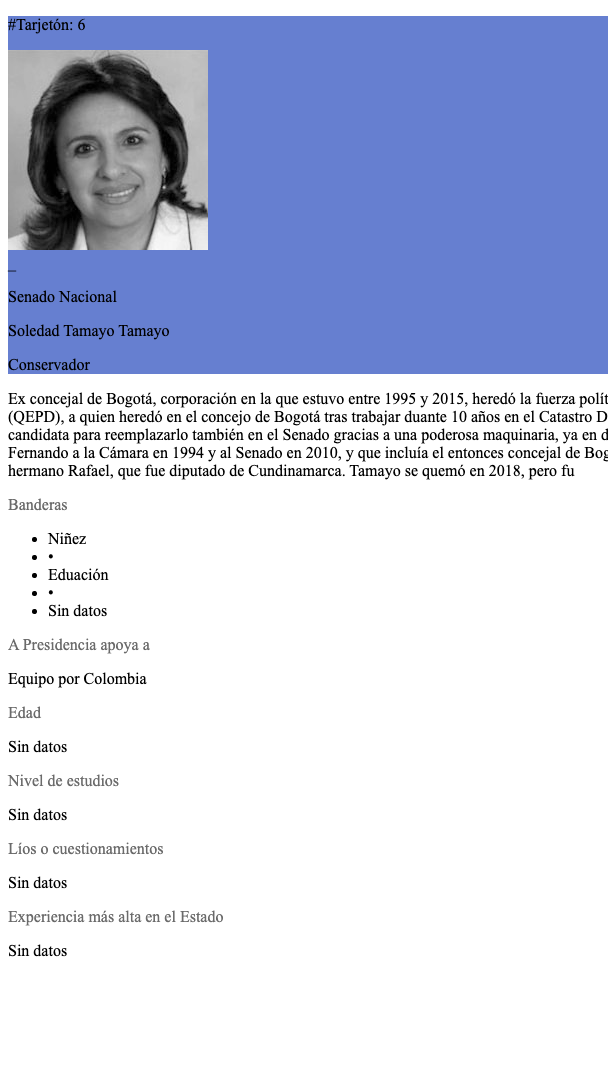 #Tarjetón: 6
_
Senado Nacional
Soledad Tamayo Tamayo
Conservador
Ex concejal de Bogotá, corporación en la que estuvo entre 1995 y 2015, heredó la fuerza polít
(QEPD), a quien heredó en el concejo de Bogotá tras trabajar duante 10 años en el Catastro D
candidata para reemplazarlo también en el Senado gracias a una poderosa maquinaria, ya en d
Fernando a la Cámara en 1994 y al Senado en 2010, y que incluía el entonces concejal de Bog
hermano Rafael, que fue diputado de Cundinamarca. Tamayo se quemó en 2018, pero fu
Banderas
• Niñez
• •
• Eduación
• •
• Sin datos
A Presidencia apoya a
Equipo por Colombia
Edad
Sin datos
Nivel de estudios
Sin datos
Líos o cuestionamientos
Sin datos
Experiencia más alta en el Estado
Sin datos